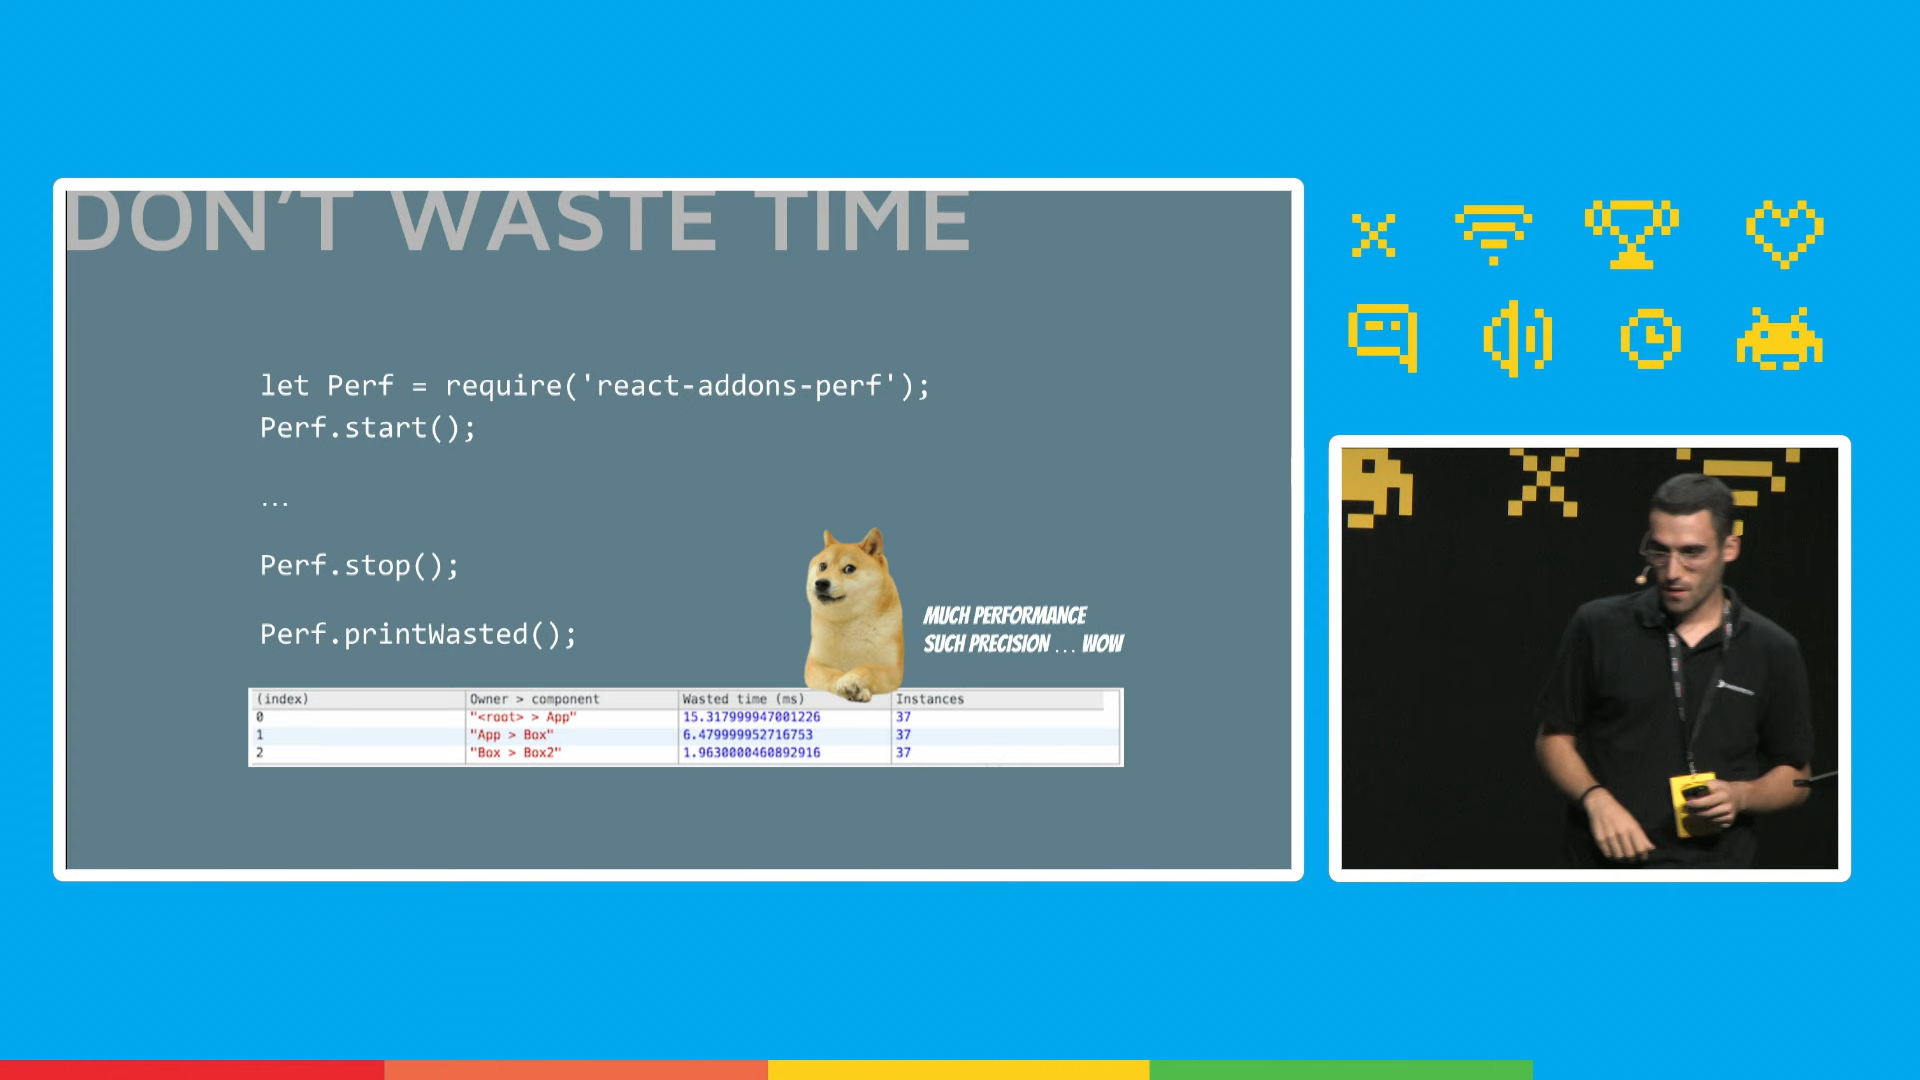 DON'T WASTE TIME
let Perf = require('react-addons-perf');
Perf.start();
...
Perf.stop();
Perf.printWasted();
MUCH PERFORMANCE
SUCH PRECISION ... WOW
(index) Owner > component Wasted time (ms) Instances
0 "<root> > App" 15.317999947001226 37
1 "App > Box" 6.479999952716753 37
2 "Box > Box2" 1.9630000460892916 37